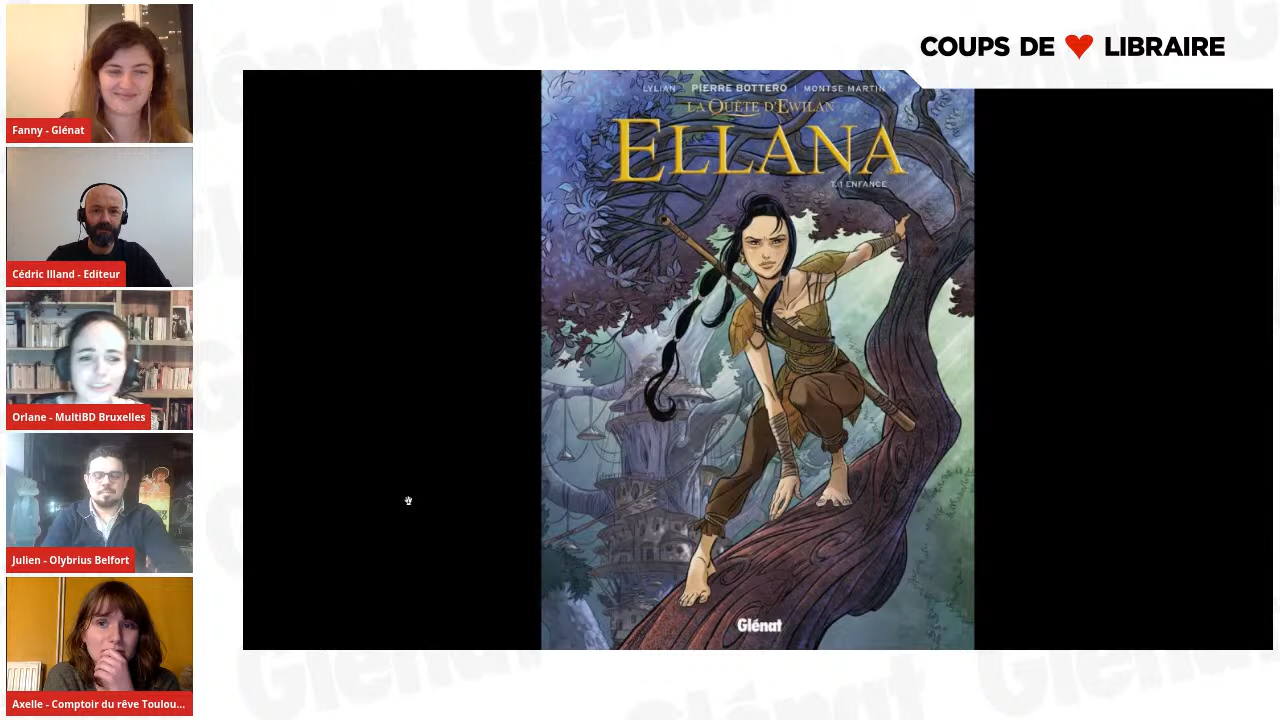 COUPS DE ❤ LIBRAIRE
Fanny - Glénat
Cédric Illand - Editeur
Orlane - MultiBD Bruxelles
Julien - Olybrius Belfort
Axelle - Comptoir du rêve Toulou...
LYLIAN | PIERRE BOTTERO | MONTSE MARTIN
LA QUÊTE D'EWILAN
ELLANA
T.1 ENFANCE
Glénat